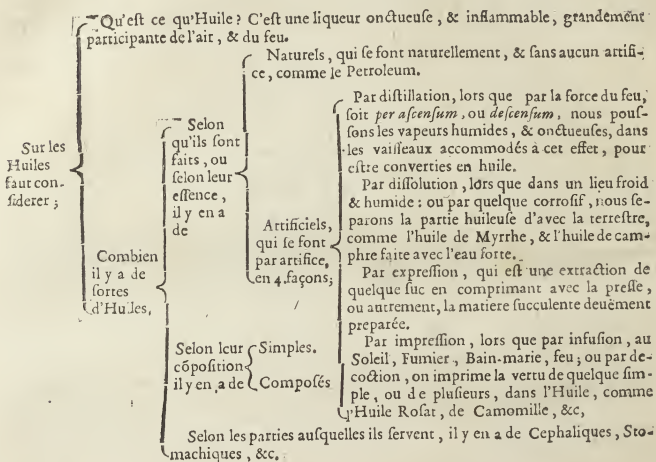 Sur les
Huiles
faut con-
siderer ;
Qu'est ce qu'Huile ? C'est une liqueur onctueuse, & inflammable, grandement
participante de l'ait, & du feu.
Combien
il y a de
sortes
d'Huiles,
Selon
qu'ils sont
faits, ou
selon leur
essence,
il y en a
de
Naturels, qui se font naturellement, & sans aucun artifi-
ce, comme le Petroleum.
Artificiels,
qui se font
par artifice,
en 4. façons;
Par distillation, lors que par la force du feu,
soit per ascensum, ou descensum, nous pous-
sons les vapeurs humides, & onctueuses, dans
les vaisseaux accommodés à cet effet, pour
estre converties en huile.
Par dissolution, lors que dans un lieu froid
& humide : ou par quelque corrosif, nous se-
parons la partie huileuse d'avec la terrestre,
comme l'huile de Myrrhe, & l'huile de cam-
phre faite avec l'eau forte.
Par expression, qui est une extraction de
quelque suc en comprimant avec la presse,
ou autrement, la matiere succulente deuëment
preparée.
Par impression, lors que par infusion, au
Soleil, Fumier, Bain-marie, feu; ou par de-
coction, on imprime la vertu de quelque sim-
ple, ou de plusieurs, dans l'Huile, comme
l'Huile Rosat, de Camomille, &c,
Selon leur
cõposition
il y en a de
Simples.
Composés
Selon les parties ausquelles ils servent, il y en a de Cephaliques, Sto-
machiques, &c.